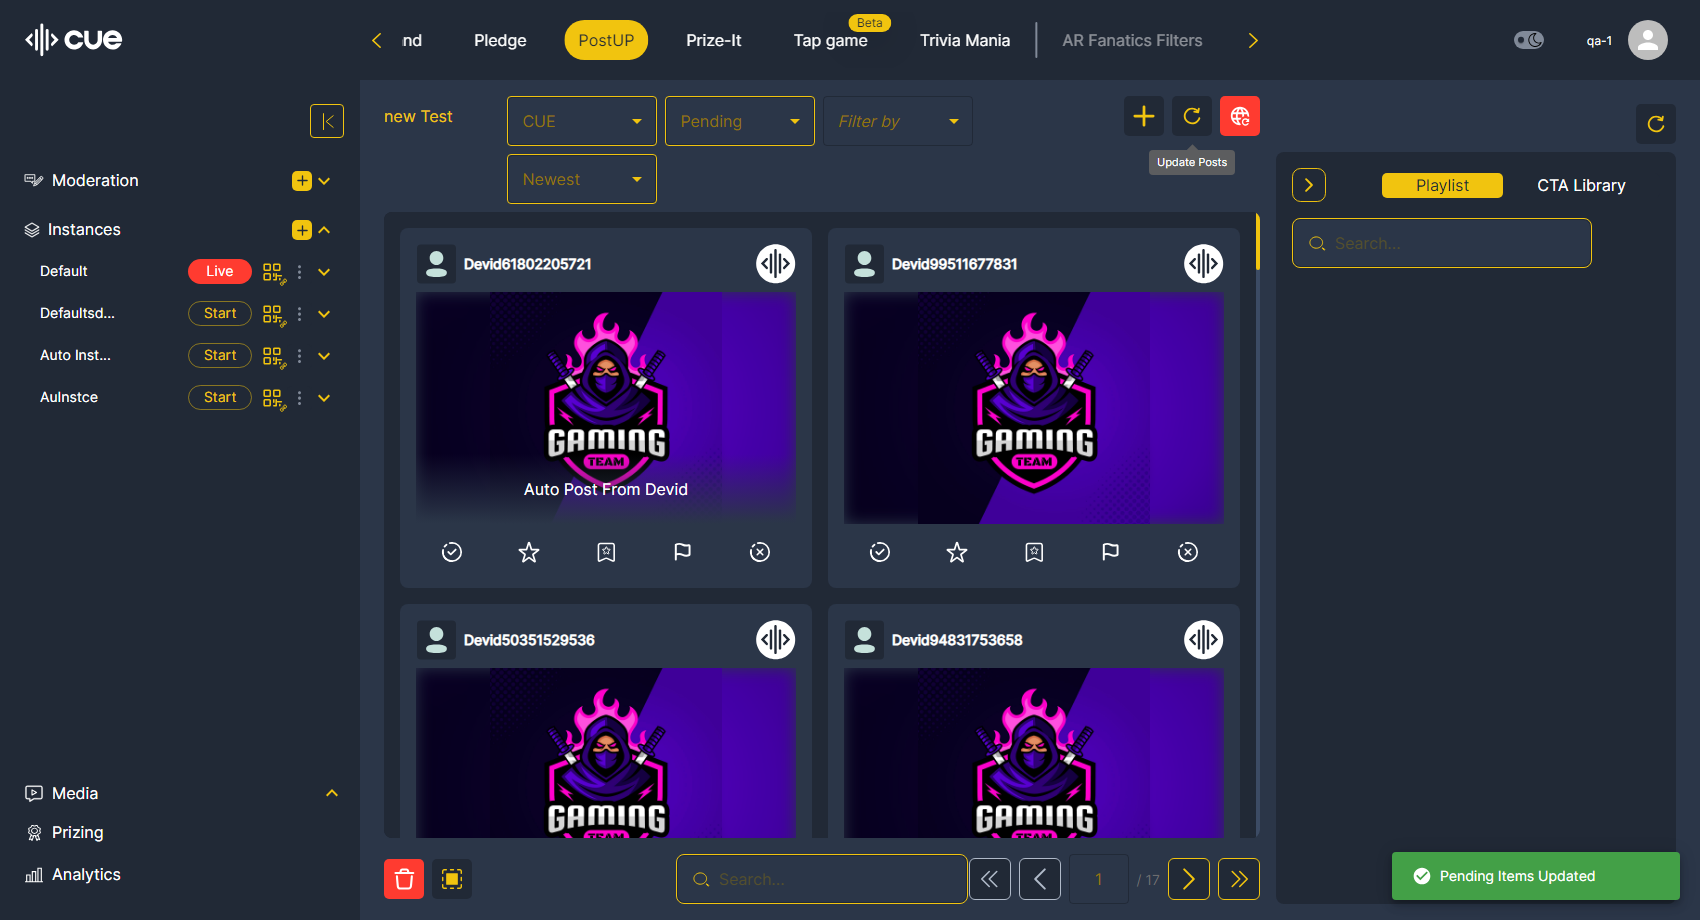 cue
nd
Pledge
PostUP
Prize-It
Tap game
Beta
Trivia Mania
AR Fanatics Filters
qa-1
Moderation
Instances
Default
Live
Defaultsd...
Start
Auto Inst...
Start
AuInstce
Start
Media
Prizing
Analytics
new Test
CUE
Pending
Filter by
Newest
Update Posts
Devid61802205721
GAMING
TEAM
Auto Post From Devid
Devid99511677831
GAMING
TEAM
Devid50351529536
GAMING
TEAM
Devid94831753658
GAMING
TEAM
Search...
1
/ 17
Playlist
CTA Library
Search...
Pending Items Updated